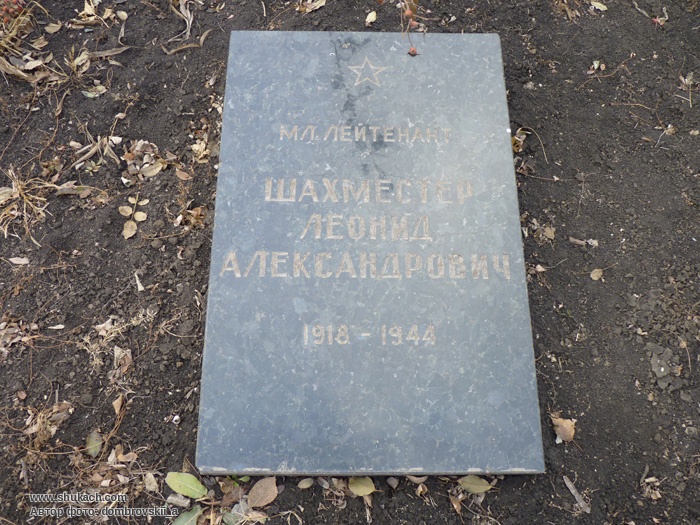 МЛ. ЛЕЙТЕНАНТ
ШАХМЕСТЕР
ЛЕОНИД
АЛЕКСАНДРОВИЧ
1918 - 1944
www.shukach.com
Автор фото: dombrovskii_a